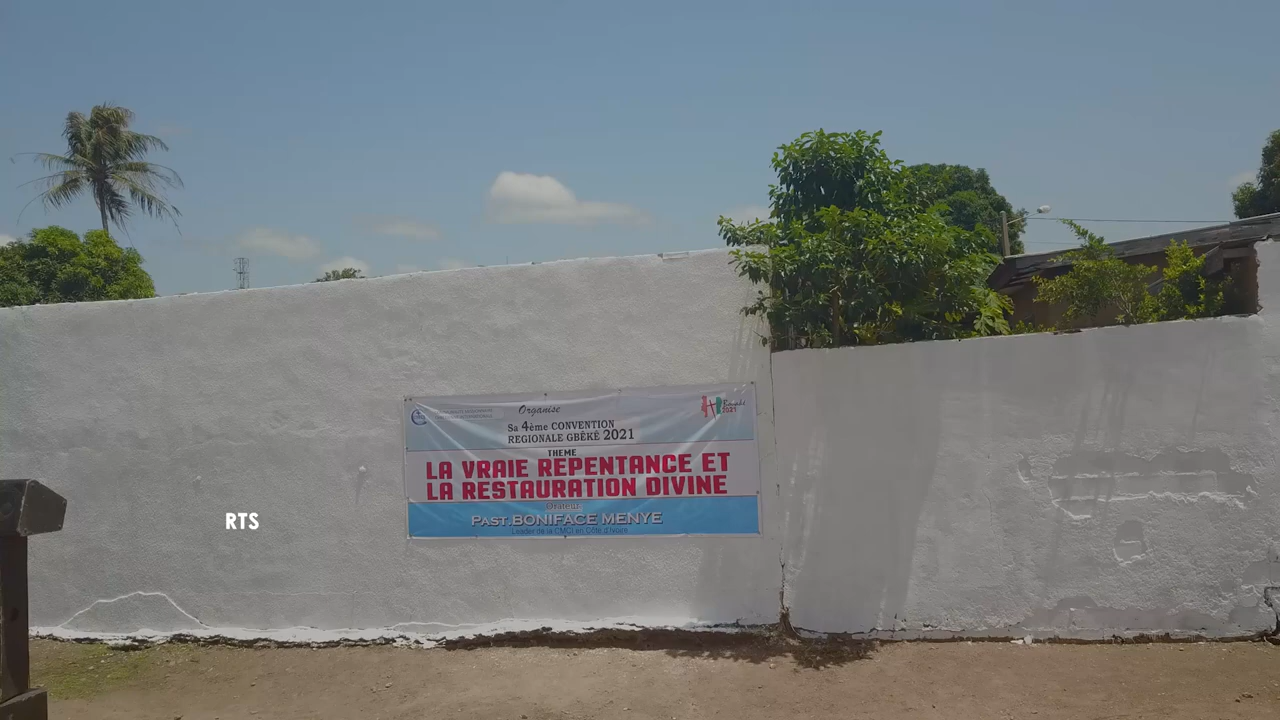 Organise
Sa 4ème CONVENTION
REGIONALE GBÊKÊ 2021
THEME
LA VRAIE REPENTANCE ET
LA RESTAURATION DIVINE
Orateur
PAST.BONIFACE MENYE
Leader de la CMCI en Côte d'Ivoire
2021
RTS